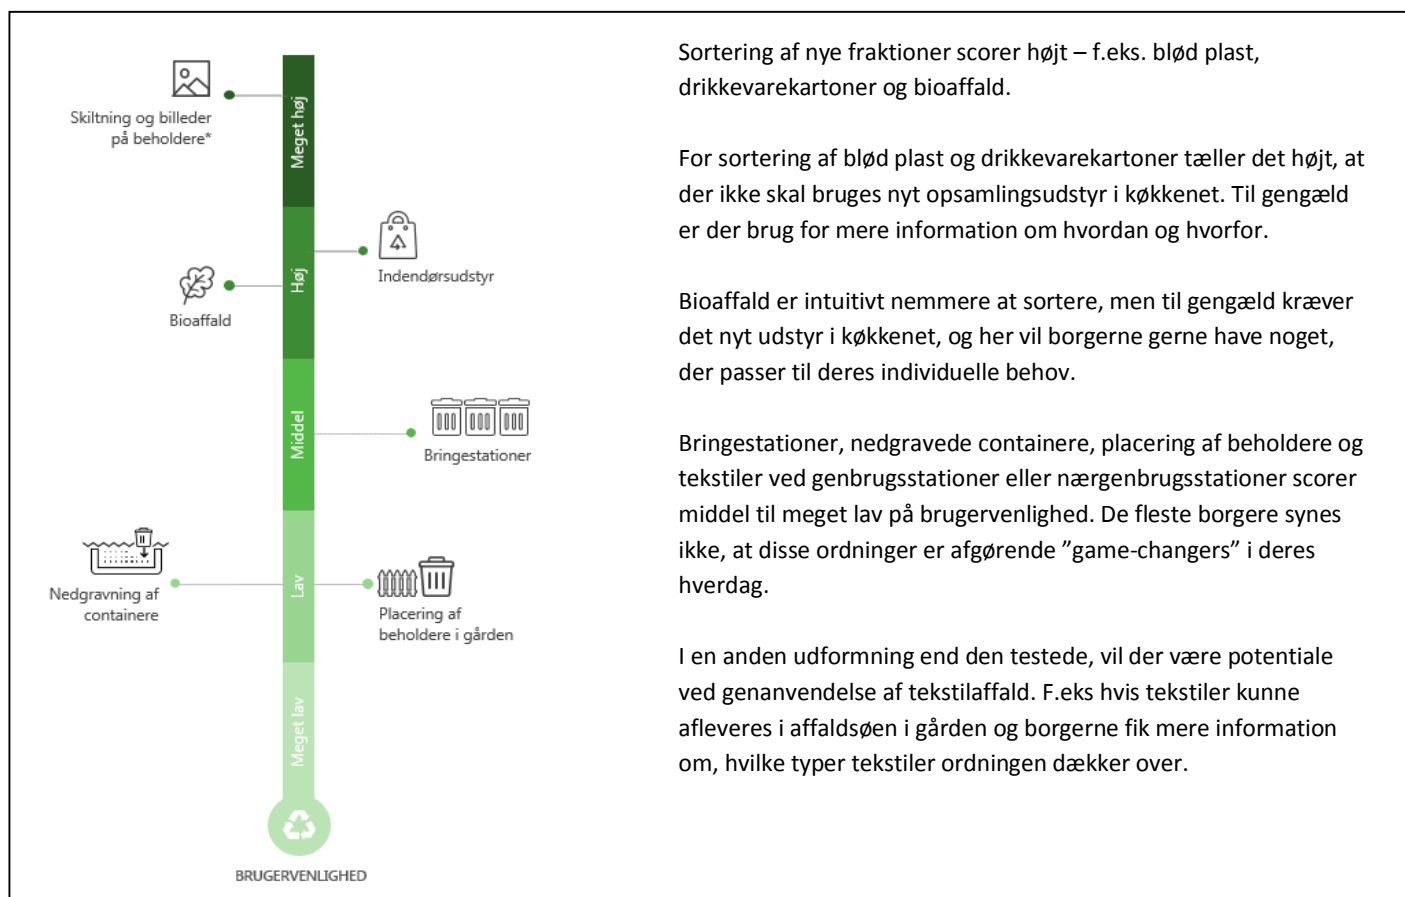 Skiltning og billeder
på beholdere*
Meget høj
Indendørsudstyr
Høj
Bioaffald
Middel
Bringestationer
Nedgravning af
containere
Lav
Placering af
beholdere i gården
Meget lav
BRUGERVENLIGHED
Sortering af nye fraktioner scorer højt – f.eks. blød plast,
drikkevarekartoner og bioaffald.
For sortering af blød plast og drikkevarekartoner tæller det højt, at
der ikke skal bruges nyt opsamlingsudstyr i køkkenet. Til gengæld
er der brug for mere information om hvordan og hvorfor.
Bioaffald er intuitivt nemmere at sortere, men til gengæld kræver
det nyt udstyr i køkkenet, og her vil borgerne gerne have noget,
der passer til deres individuelle behov.
Bringestationer, nedgravede containere, placering af beholdere og
tekstiler ved genbrugsstationer eller nærgenbrugsstationer scorer
middel til meget lav på brugervenlighed. De fleste borgere synes
ikke, at disse ordninger er afgørende ”game-changers” i deres
hverdag.
I en anden udformning end den testede, vil der være potentiale
ved genanvendelse af tekstilaffald. F.eks hvis tekstiler kunne
afleveres i affaldsøen i gården og borgerne fik mere information
om, hvilke typer tekstiler ordningen dækker over.